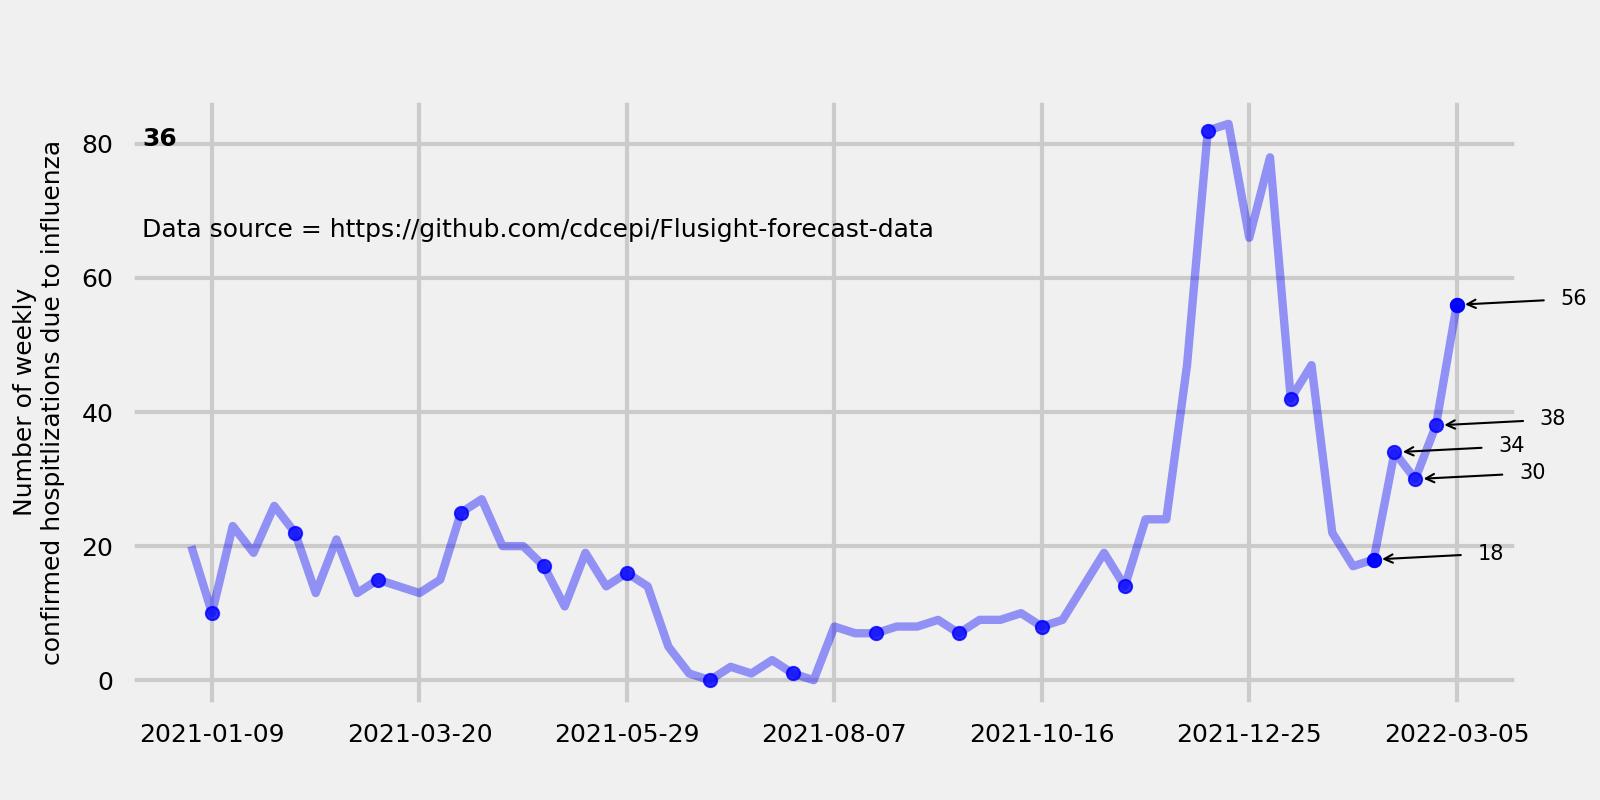 36
Data source = https://github.com/cdcepi/Flusight-forecast-data
Number of weekly
confirmed hospitlizations due to influenza
80
60
40
20
0
56
38
34
30
18
2021-01-09 2021-03-20 2021-05-29 2021-08-07 2021-10-16 2021-12-25 2022-03-05